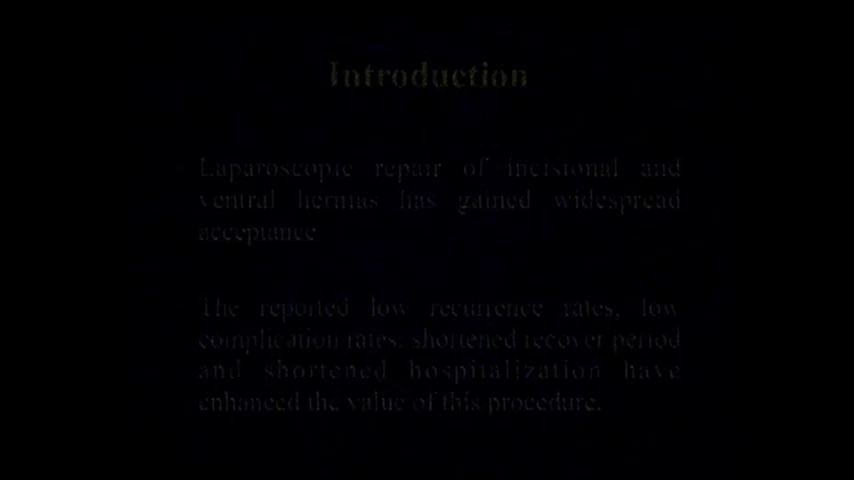 Introduction
Laparoscopic repair of incisional and
ventral hernias has gained widespread
acceptance
The reported low recurrence rates, low
complication rates, shortened recover period
and shortened hospitalization have
enhanced the value of this procedure.